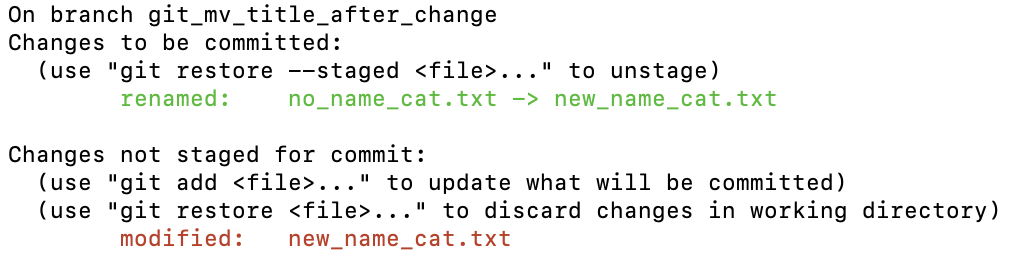 On branch git_mv_title_after_change
Changes to be committed:
  (use "git restore --staged <file>..." to unstage)
        renamed:    no_name_cat.txt -> new_name_cat.txt

Changes not staged for commit:
  (use "git add <file>..." to update what will be committed)
  (use "git restore <file>..." to discard changes in working directory)
        modified:   new_name_cat.txt